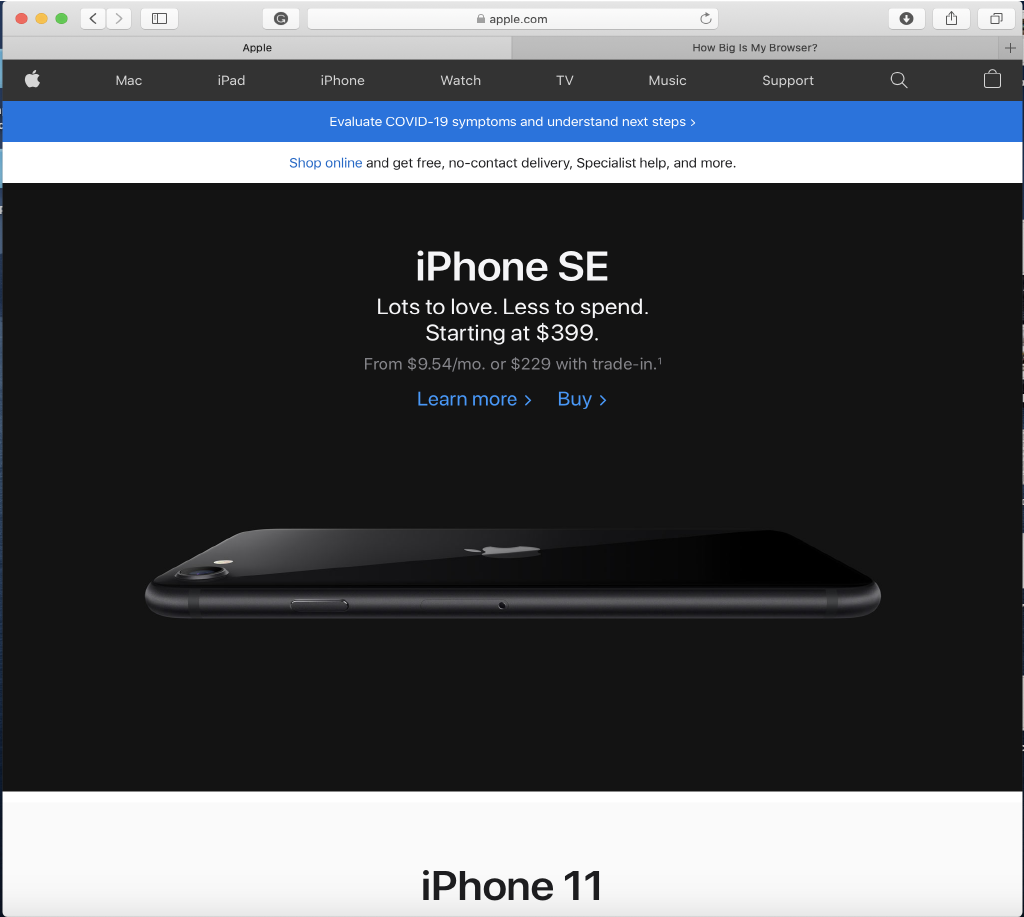 apple.com
Apple
How Big Is My Browser?
Mac
iPad
iPhone
Watch
TV
Music
Support
Evaluate COVID-19 symptoms and understand next steps >
Shop online and get free, no-contact delivery, Specialist help, and more.
iPhone SE
Lots to love. Less to spend.
Starting at $399.
From $9.54/mo. or $229 with trade-in.¹
Learn more >
Buy >
iPhone 11